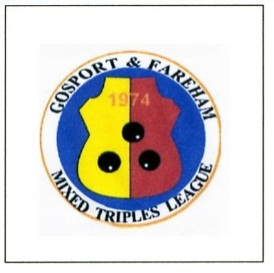 GOSPORT & FAREHAM
1974
MIXED TRIPLES LEAGUE